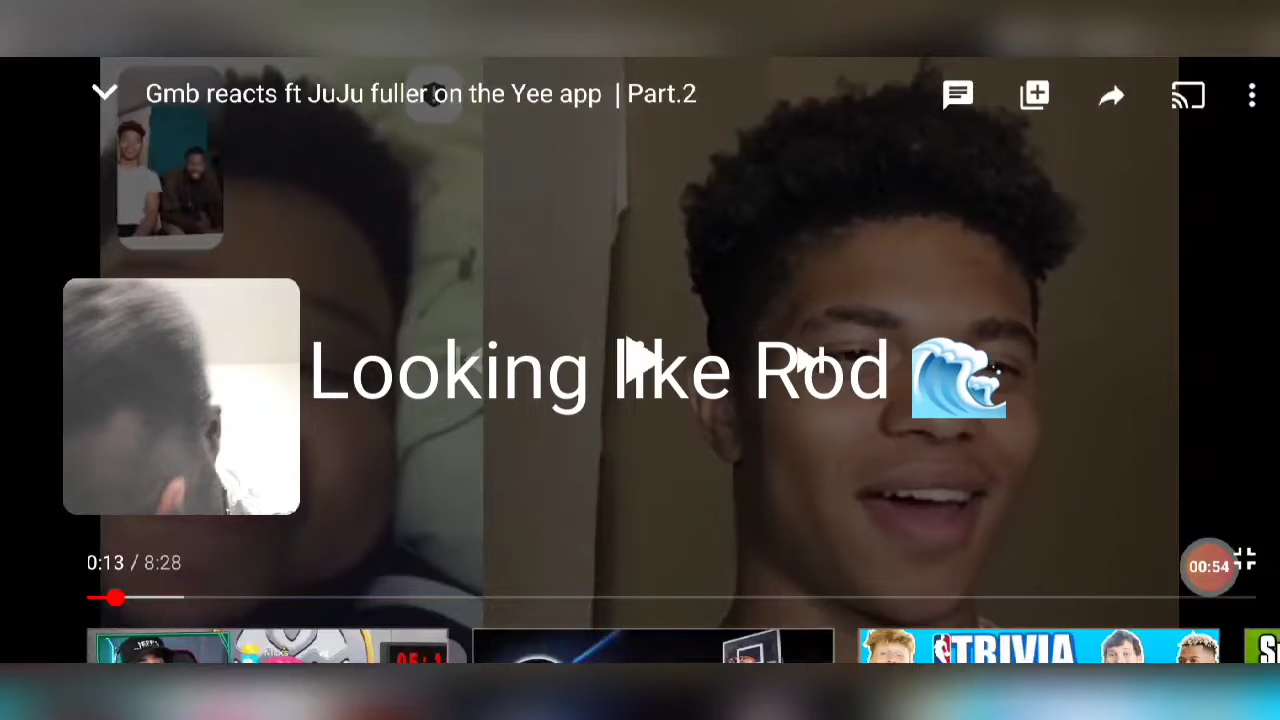 Gmb reacts ft JuJu fuller on the Yee app | Part.2
Looking like Rod 🌊
0:13 / 8:28
00:54
TRIVIA